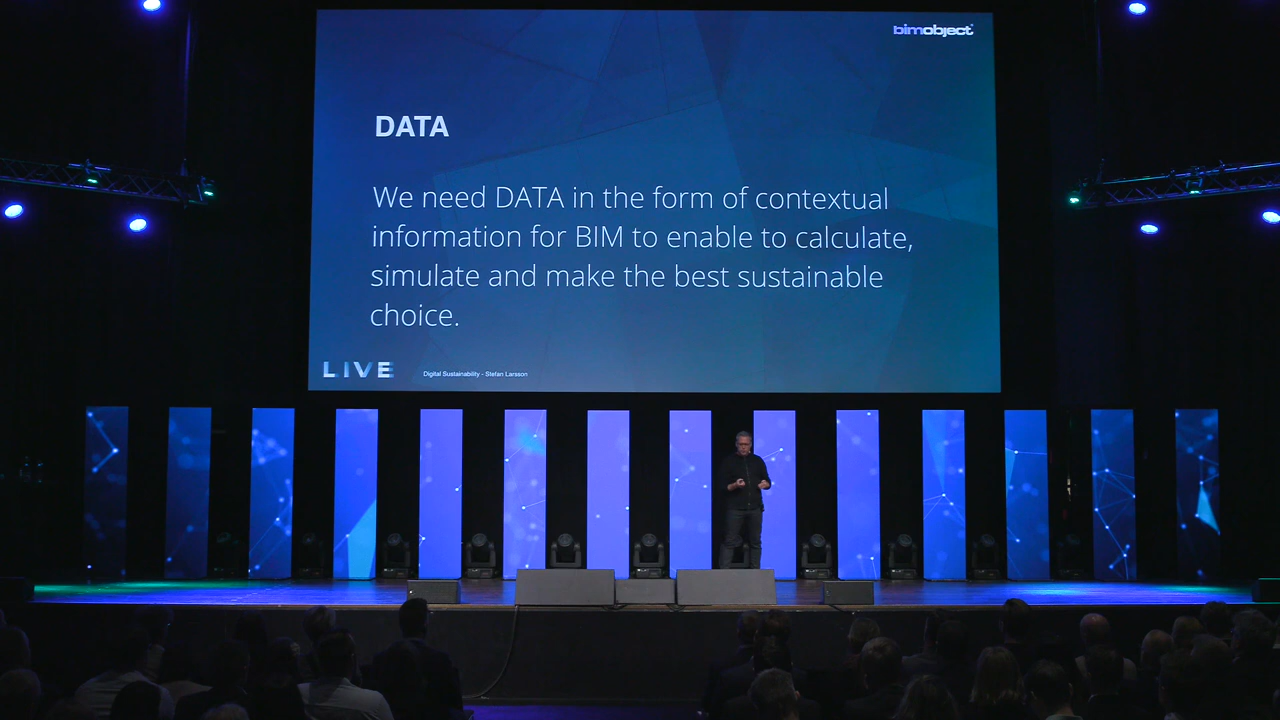 bimobject
DATA
We need DATA in the form of contextual
information for BIM to enable to calculate,
simulate and make the best sustainable
choice.
LIVE
Digital Sustainability - Stefan Larsson